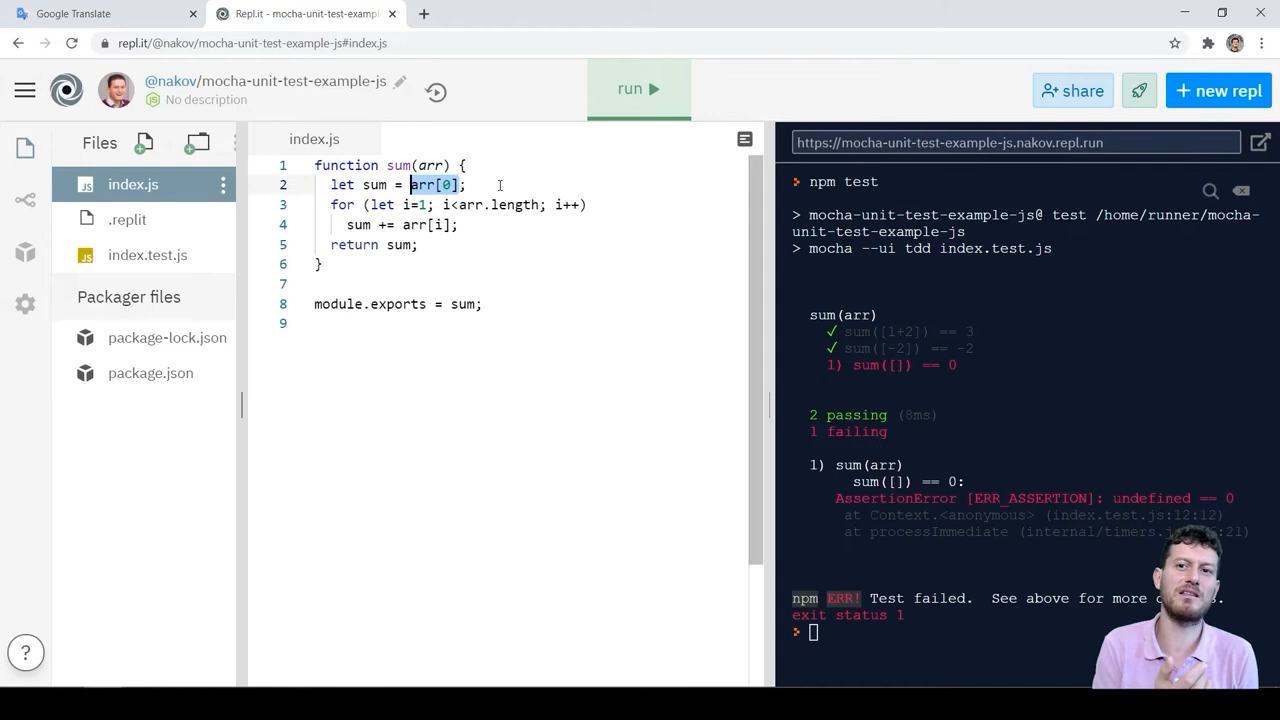 Google Translate
Repl.it - mocha-unit-test-example
repl.it/@nakov/mocha-unit-test-example-js#index.js
@nakov/mocha-unit-test-example-js
No description
run
share
+ new repl
Files
index.js
.replit
index.test.js
Packager files
package-lock.json
package.json
index.js
1 function sum(arr) {
2 let sum = arr[0];
3 for (let i=1; i<arr.length; i++)
4 sum += arr[i];
5 return sum;
6 }
7
8 module.exports = sum;
9
?
https://mocha-unit-test-example-js.nakov.repl.run
> npm test
> mocha-unit-test-example-js@ test /home/runner/mocha-
unit-test-example-js
> mocha --ui tdd index.test.js
sum(arr)
✓ sum([1+2]) == 3
✓ sum([-2]) == -2
1) sum([]) == 0
2 passing (8ms)
1 failing
1) sum(arr)
sum([]) == 0:
AssertionError [ERR_ASSERTION]: undefined == 0
at Context.<anonymous> (index.test.js:12:12)
at processImmediate (internal/timers.js :21)
npm ERR! Test failed. See above for more
exit status 1
>